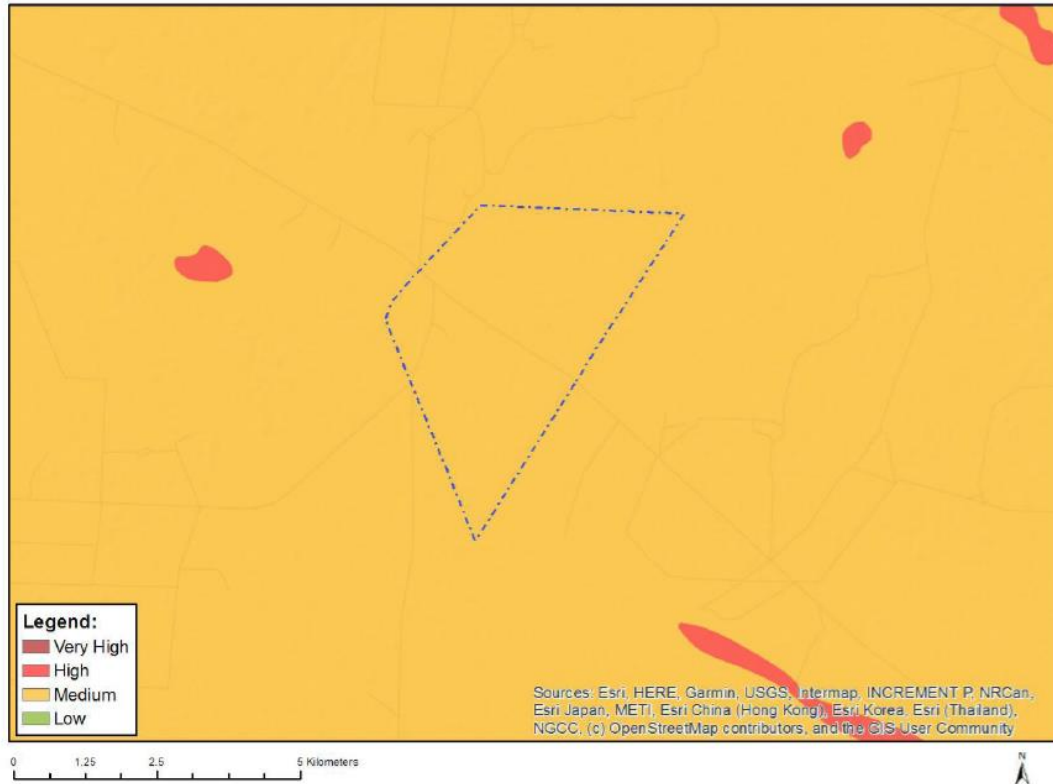 Legend:
Very High
High
Medium
Low
Sources: Esri, HERE, Garmin, USGS, Intermap, INCREMENT P, NRCan,
Esri Japan, METI, Esri China (Hong Kong), Esri Korea, Esri (Thailand),
NGCC, (c) OpenStreetMap contributors, and the GIS User Community
0 1.25 2.5 5 Kilometers
N